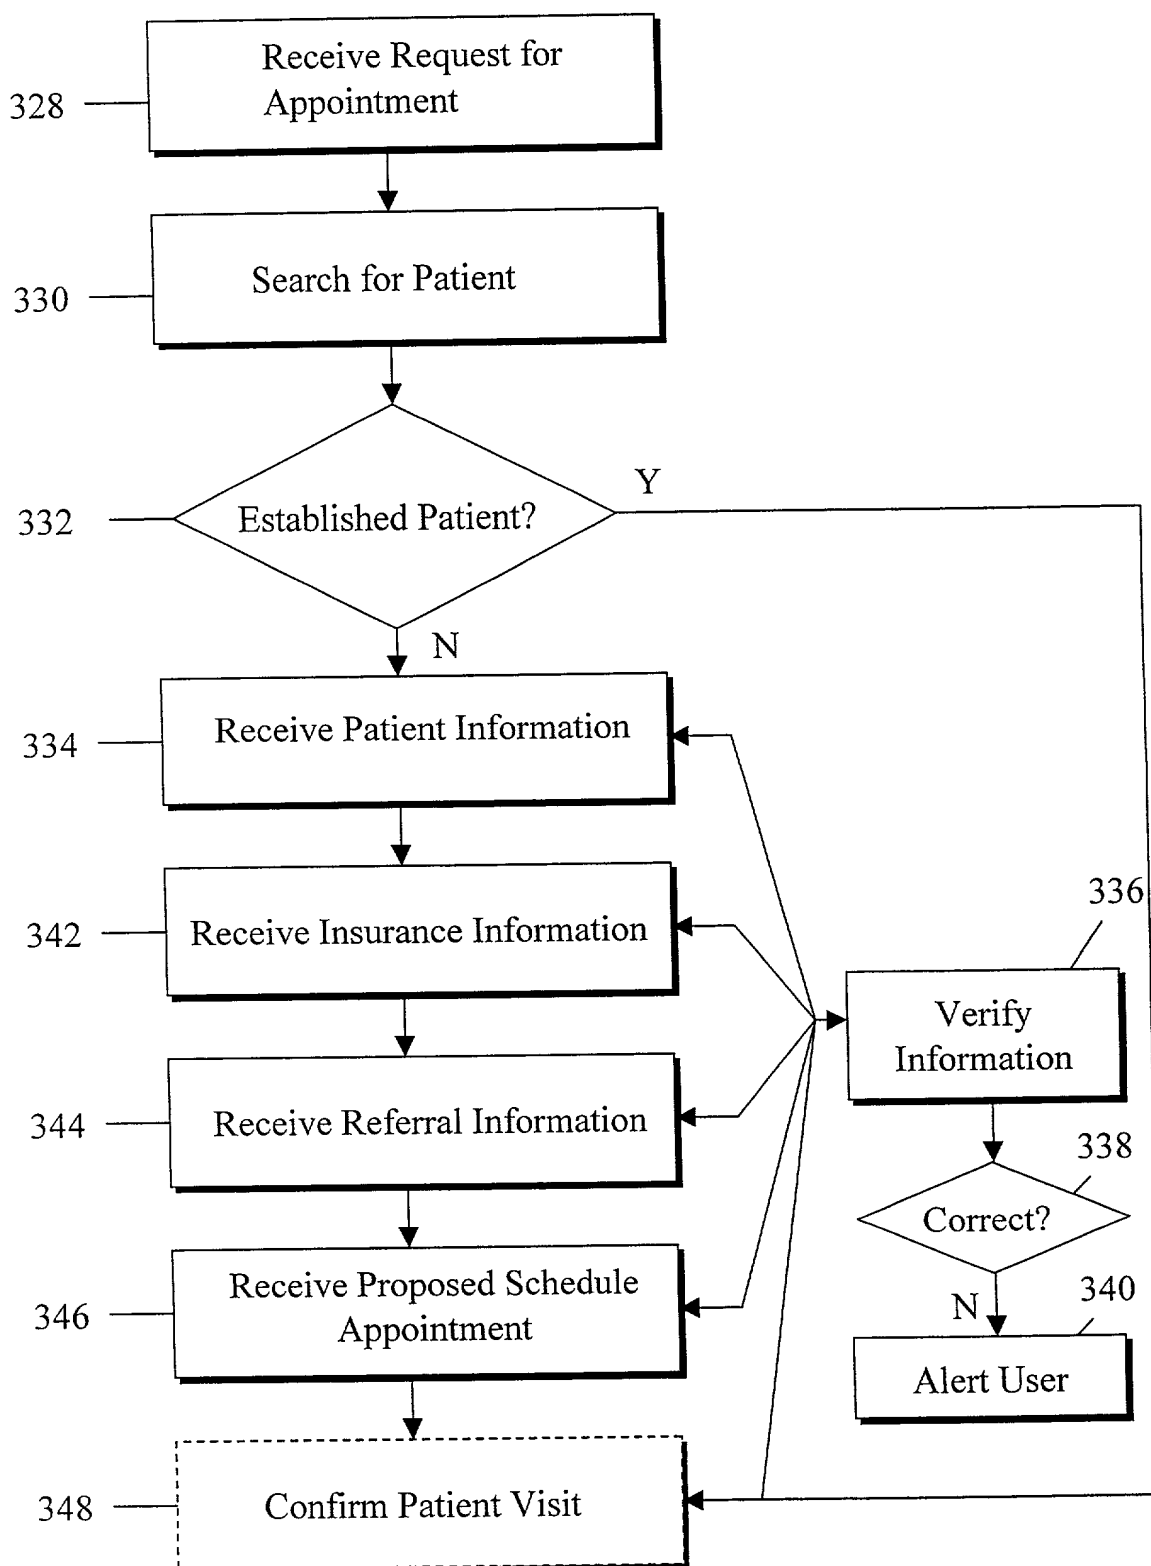 Receive Request for
Appointment
328
Search for Patient
330
Established Patient?
Y
332
N
Receive Patient Information
334
336
Receive Insurance Information
342
Verify
Information
Receive Referral Information
344
338
Correct?
Receive Proposed Schedule
Appointment
346
N
340
Alert User
Confirm Patient Visit
348